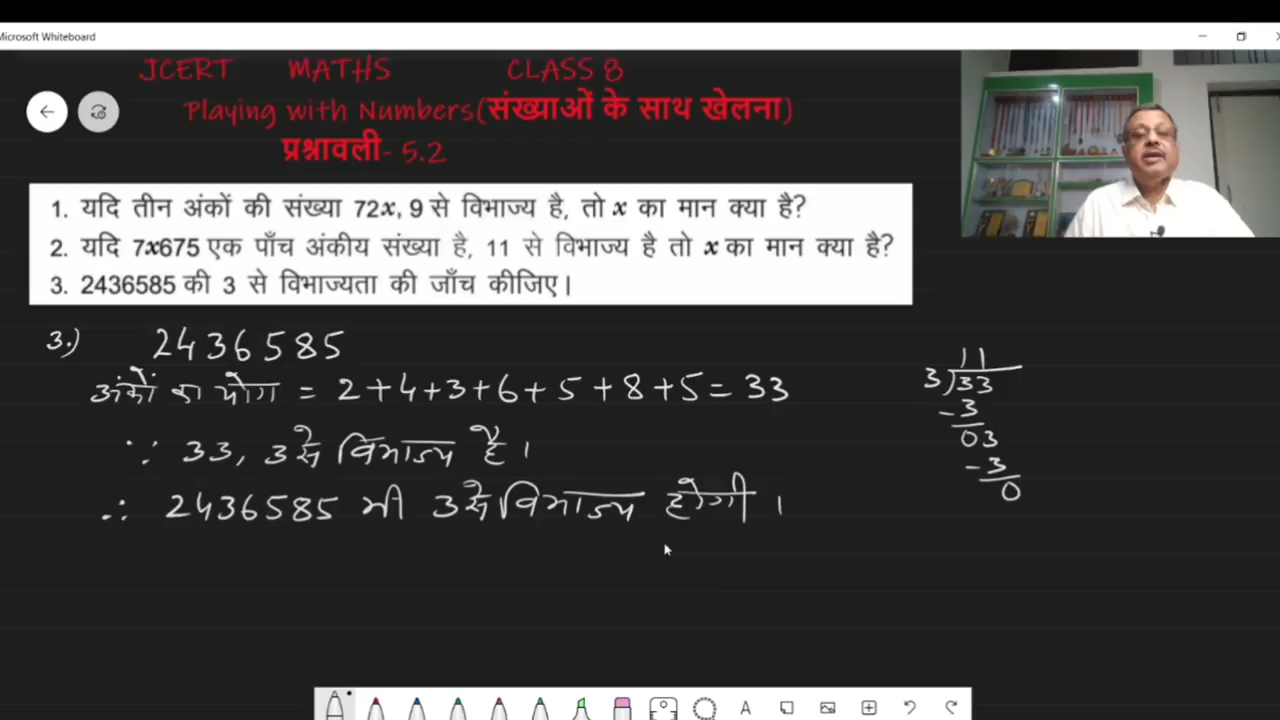 Microsoft Whiteboard
JCERT MATHS CLASS 8
Playing with Numbers(संख्याओं के साथ खेलना)
प्रश्नावली- 5.2
1. यदि तीन अंकों की संख्या 72x, 9 से विभाज्य है, तो x का मान क्या है?
2. यदि 7x675 एक पाँच अंकीय संख्या है, 11 से विभाज्य है तो x का मान क्या है?
3. 2436585 की 3 से विभाज्यता की जाँच कीजिए।
3.) 2436585
अंकों का योग = 2+4+3+6+5+8+5= 33
∵ 33, 3 से विभाज्य है।
∴ 2436585 भी 3 से विभाज्य होगी।
11
3)33
-3
03
-3
0
A